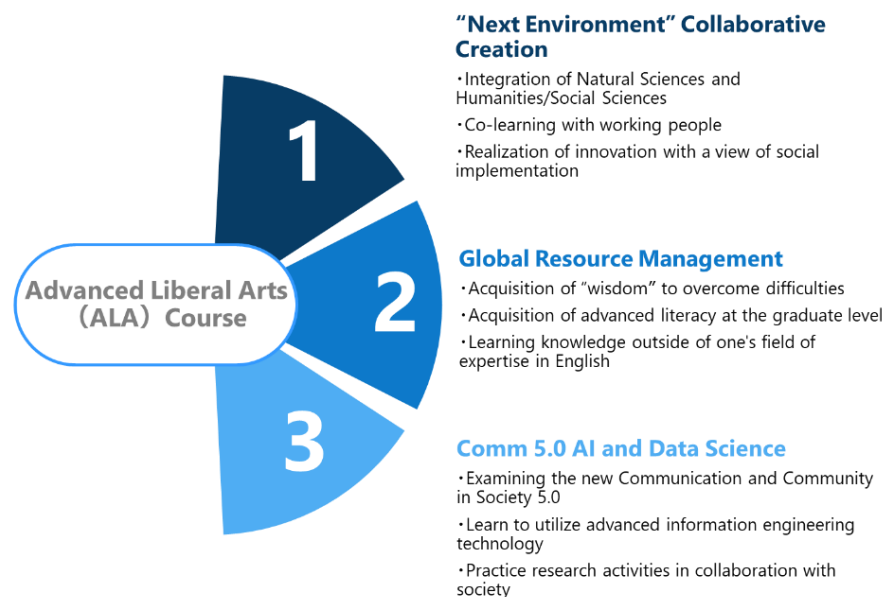 “Next Environment” Collaborative
Creation
・Integration of Natural Sciences and
Humanities/Social Sciences
・Co-learning with working people
・Realization of innovation with a view of social
implementation
1
Advanced Liberal Arts
（ALA）Course
2
Global Resource Management
・Acquisition of “wisdom” to overcome difficulties
・Acquisition of advanced literacy at the graduate level
・Learning knowledge outside of one's field of
expertise in English
3
Comm 5.0 AI and Data Science
・Examining the new Communication and Community
in Society 5.0
・Learn to utilize advanced information engineering
technology
・Practice research activities in collaboration with
society